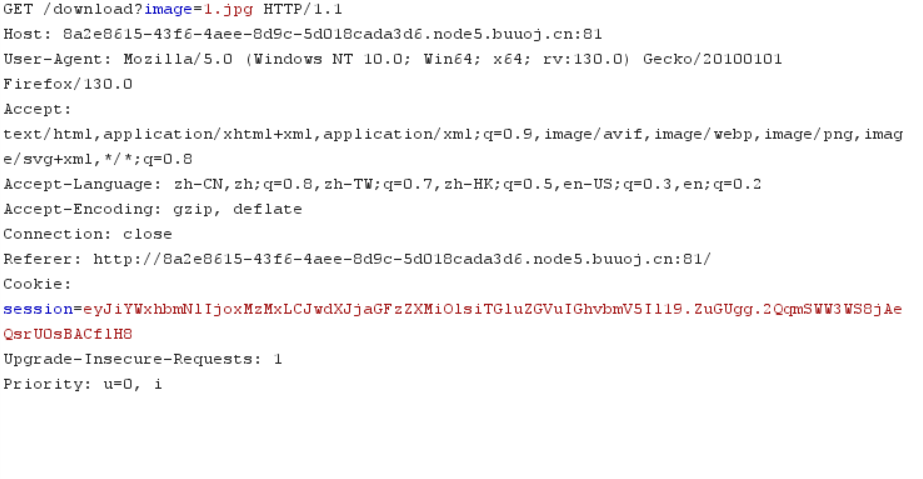 GET /download?image=1.jpg HTTP/1.1
Host: 8a2e8615-43f6-4aee-8d9c-5d018cada3d6.node5.buuoj.cn:81
User-Agent: Mozilla/5.0 (Windows NT 10.0; Win64; x64; rv:130.0) Gecko/20100101
Firefox/130.0
Accept:
text/html,application/xhtml+xml,application/xml;q=0.9,image/avif,image/webp,image/png,imag
e/svg+xml,*/*;q=0.8
Accept-Language: zh-CN,zh;q=0.8,zh-TW;q=0.7,zh-HK;q=0.5,en-US;q=0.3,en;q=0.2
Accept-Encoding: gzip, deflate
Connection: close
Referer: http://8a2e8615-43f6-4aee-8d9c-5d018cada3d6.node5.buuoj.cn:81/
Cookie:
session=eyJiYWxhbmNlIjoxMzMxLCJwdXJjaGFzZXMiOlsiTGluZGVuIGhvbmV5Il19.ZuGUgg.2QqmSWW3WS8jAe
QsrUOsBACflH8
Upgrade-Insecure-Requests: 1
Priority: u=0, i